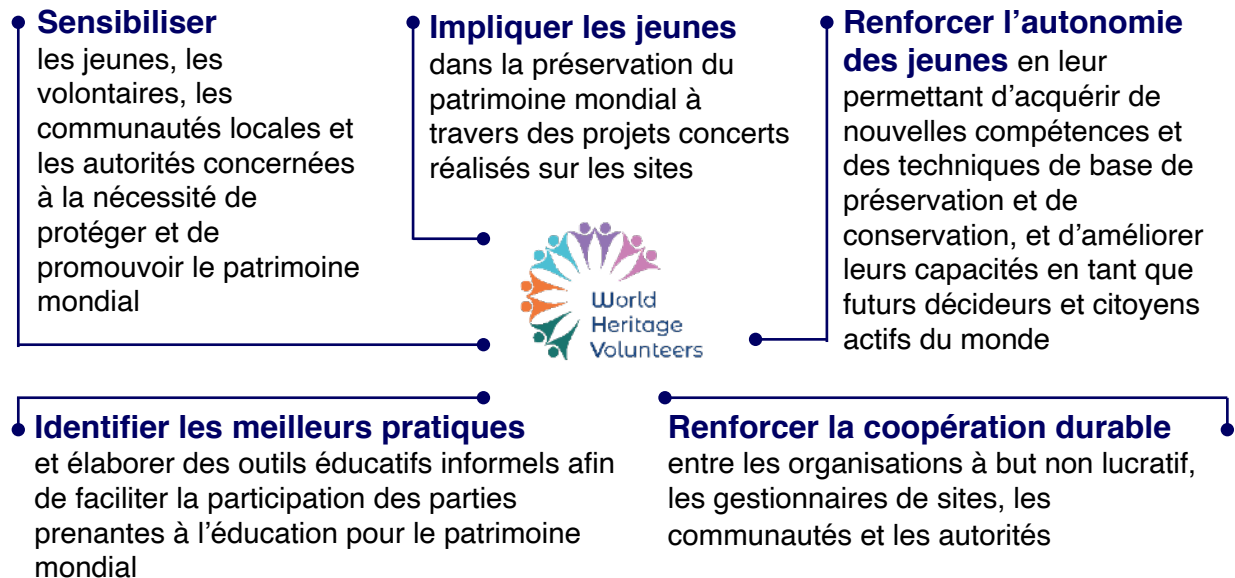 Sensibiliser
les jeunes, les
volontaires, les
communautés locales et
les autorités concernées
à la nécessité de
protéger et de
promouvoir le patrimoine
mondial
Impliquer les jeunes
dans la préservation du
patrimoine mondial à
travers des projets concerts
réalisés sur les sites
Renforcer l’autonomie
des jeunes en leur
permettant d’acquérir de
nouvelles compétences et
des techniques de base de
préservation et de
conservation, et d’améliorer
leurs capacités en tant que
futurs décideurs et citoyens
actifs du monde
World
Heritage
Volunteers
Identifier les meilleurs pratiques
et élaborer des outils éducatifs informels afin
de faciliter la participation des parties
prenantes à l’éducation pour le patrimoine
mondial
Renforcer la coopération durable
entre les organisations à but non lucratif,
les gestionnaires de sites, les
communautés et les autorités